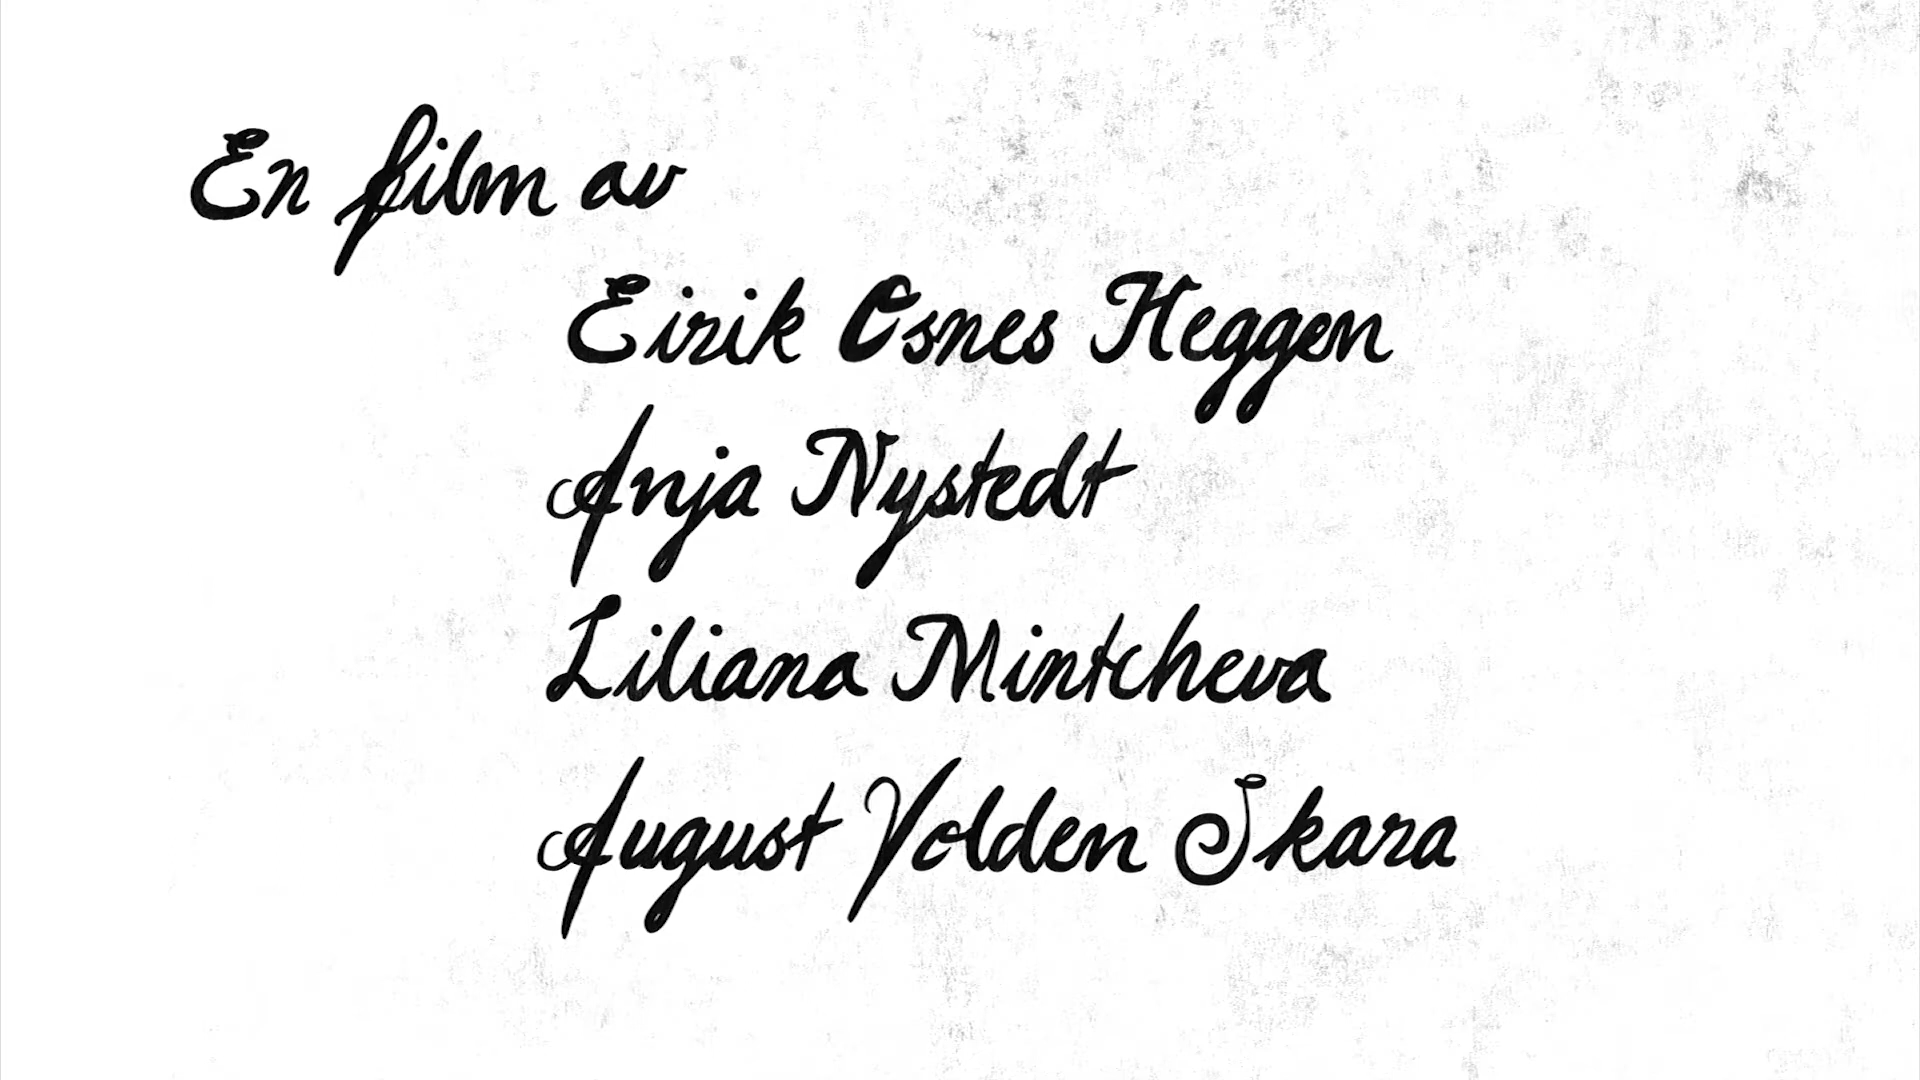 En film av
Eirik Osnes Heggen
Anja Nystedt
Liliana Mintcheva
August Volden Skara